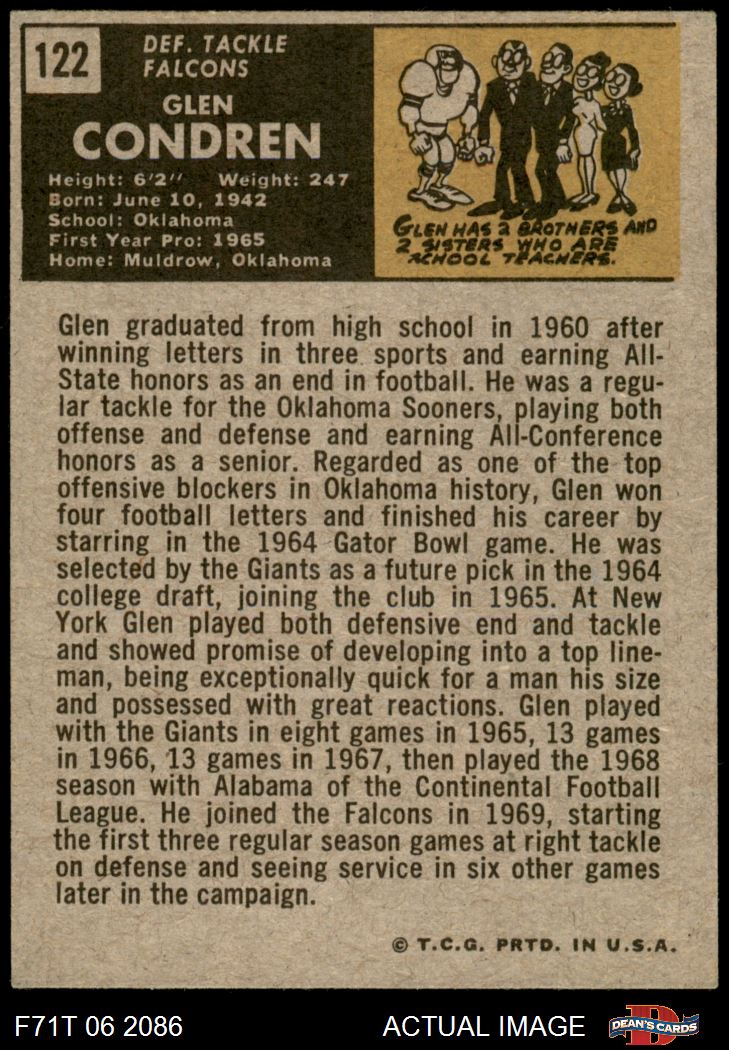 122
DEF. TACKLE
FALCONS
GLEN
CONDREN
Height: 6'2" Weight: 247
Born: June 10, 1942
School: Oklahoma
First Year Pro: 1965
Home: Muldrow, Oklahoma
GLEN HAS 2 BROTHERS AND
2 SISTERS WHO ARE
SCHOOL TEACHERS.
Glen graduated from high school in 1960 after
winning letters in three sports and earning All-
State honors as an end in football. He was a regu-
lar tackle for the Oklahoma Sooners, playing both
offense and defense and earning All-Conference
honors as a senior. Regarded as one of the top
offensive blockers in Oklahoma history, Glen won
four football letters and finished his career by
starring in the 1964 Gator Bowl game. He was
selected by the Giants as a future pick in the 1964
college draft, joining the club in 1965. At New
York Glen played both defensive end and tackle
and showed promise of developing into a top line-
man, being exceptionally quick for a man his size
and possessed with great reactions. Glen played
with the Giants in eight games in 1965, 13 games
in 1966, 13 games in 1967, then played the 1968
season with Alabama of the Continental Football
League. He joined the Falcons in 1969, starting
the first three regular season games at right tackle
on defense and seeing service in six other games
later in the campaign.
© T.C.G. PRTD. IN U.S.A.
F71T 06 2086 ACTUAL IMAGE D DEAN'S CARDS